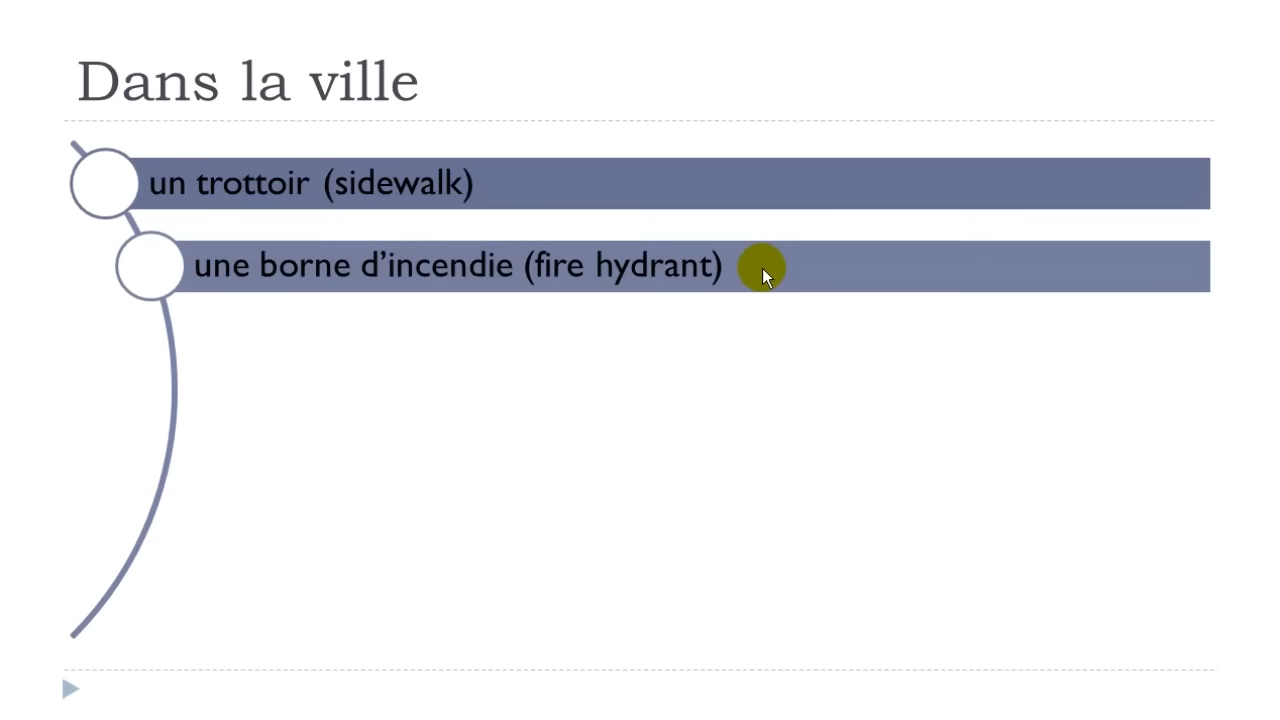 Dans la ville
un trottoir (sidewalk)
une borne d’incendie (fire hydrant)